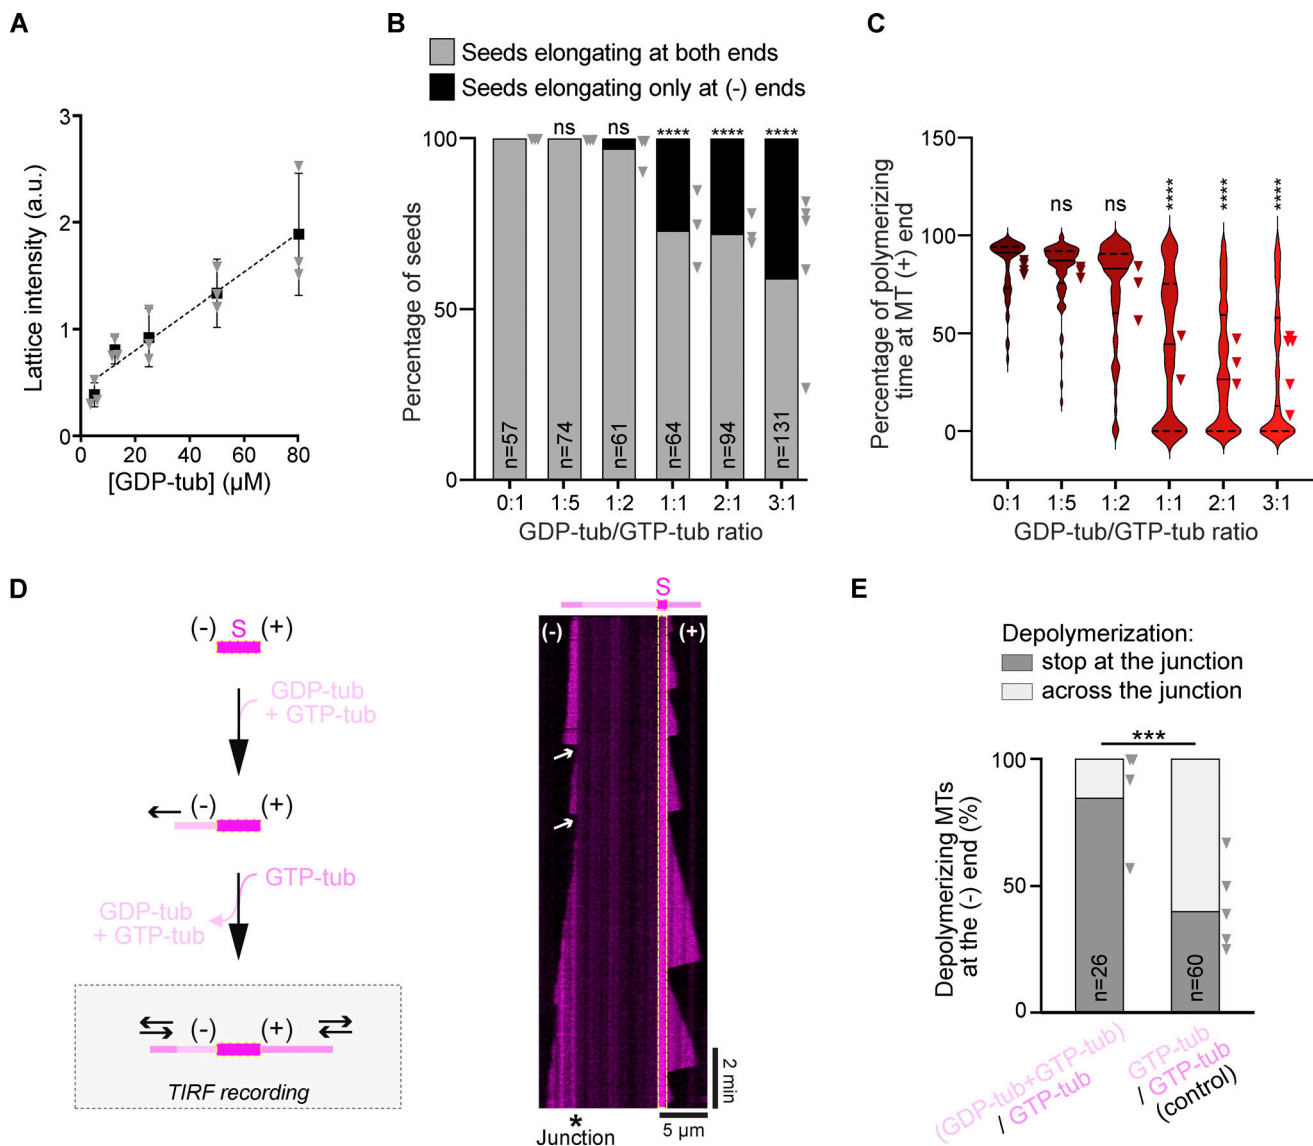 A
Lattice intensity (a.u.)
3
2
1
0
0
20
40
60
80
[GDP-tub] (µM)
B
Seeds elongating at both ends
Seeds elongating only at (-) ends
Percentage of seeds
100
50
0
ns
ns
****
****
****
n=57
n=74
n=61
n=64
n=94
n=131
0:1
1:5
1:2
1:1
2:1
3:1
GDP-tub/GTP-tub ratio
C
Percentage of polymerizing
time at MT (+) end
150
100
50
0
ns
ns
****
****
****
0:1
1:5
1:2
1:1
2:1
3:1
GDP-tub/GTP-tub ratio
D
(-)
S
(+)
GDP-tub
+ GTP-tub
(-)
(+)
GTP-tub
GDP-tub
+ GTP-tub
(-)
(+)
TIRF recording
S
(-)
(+)
2 min
5 µm
*
Junction
E
Depolymerization:
stop at the junction
across the junction
Depolymerizing MTs
at the (-) end (%)
100
50
0
***
n=26
n=60
(GDP-tub+GTP-tub)
/ GTP-tub
GTP-tub
/ GTP-tub
(control)